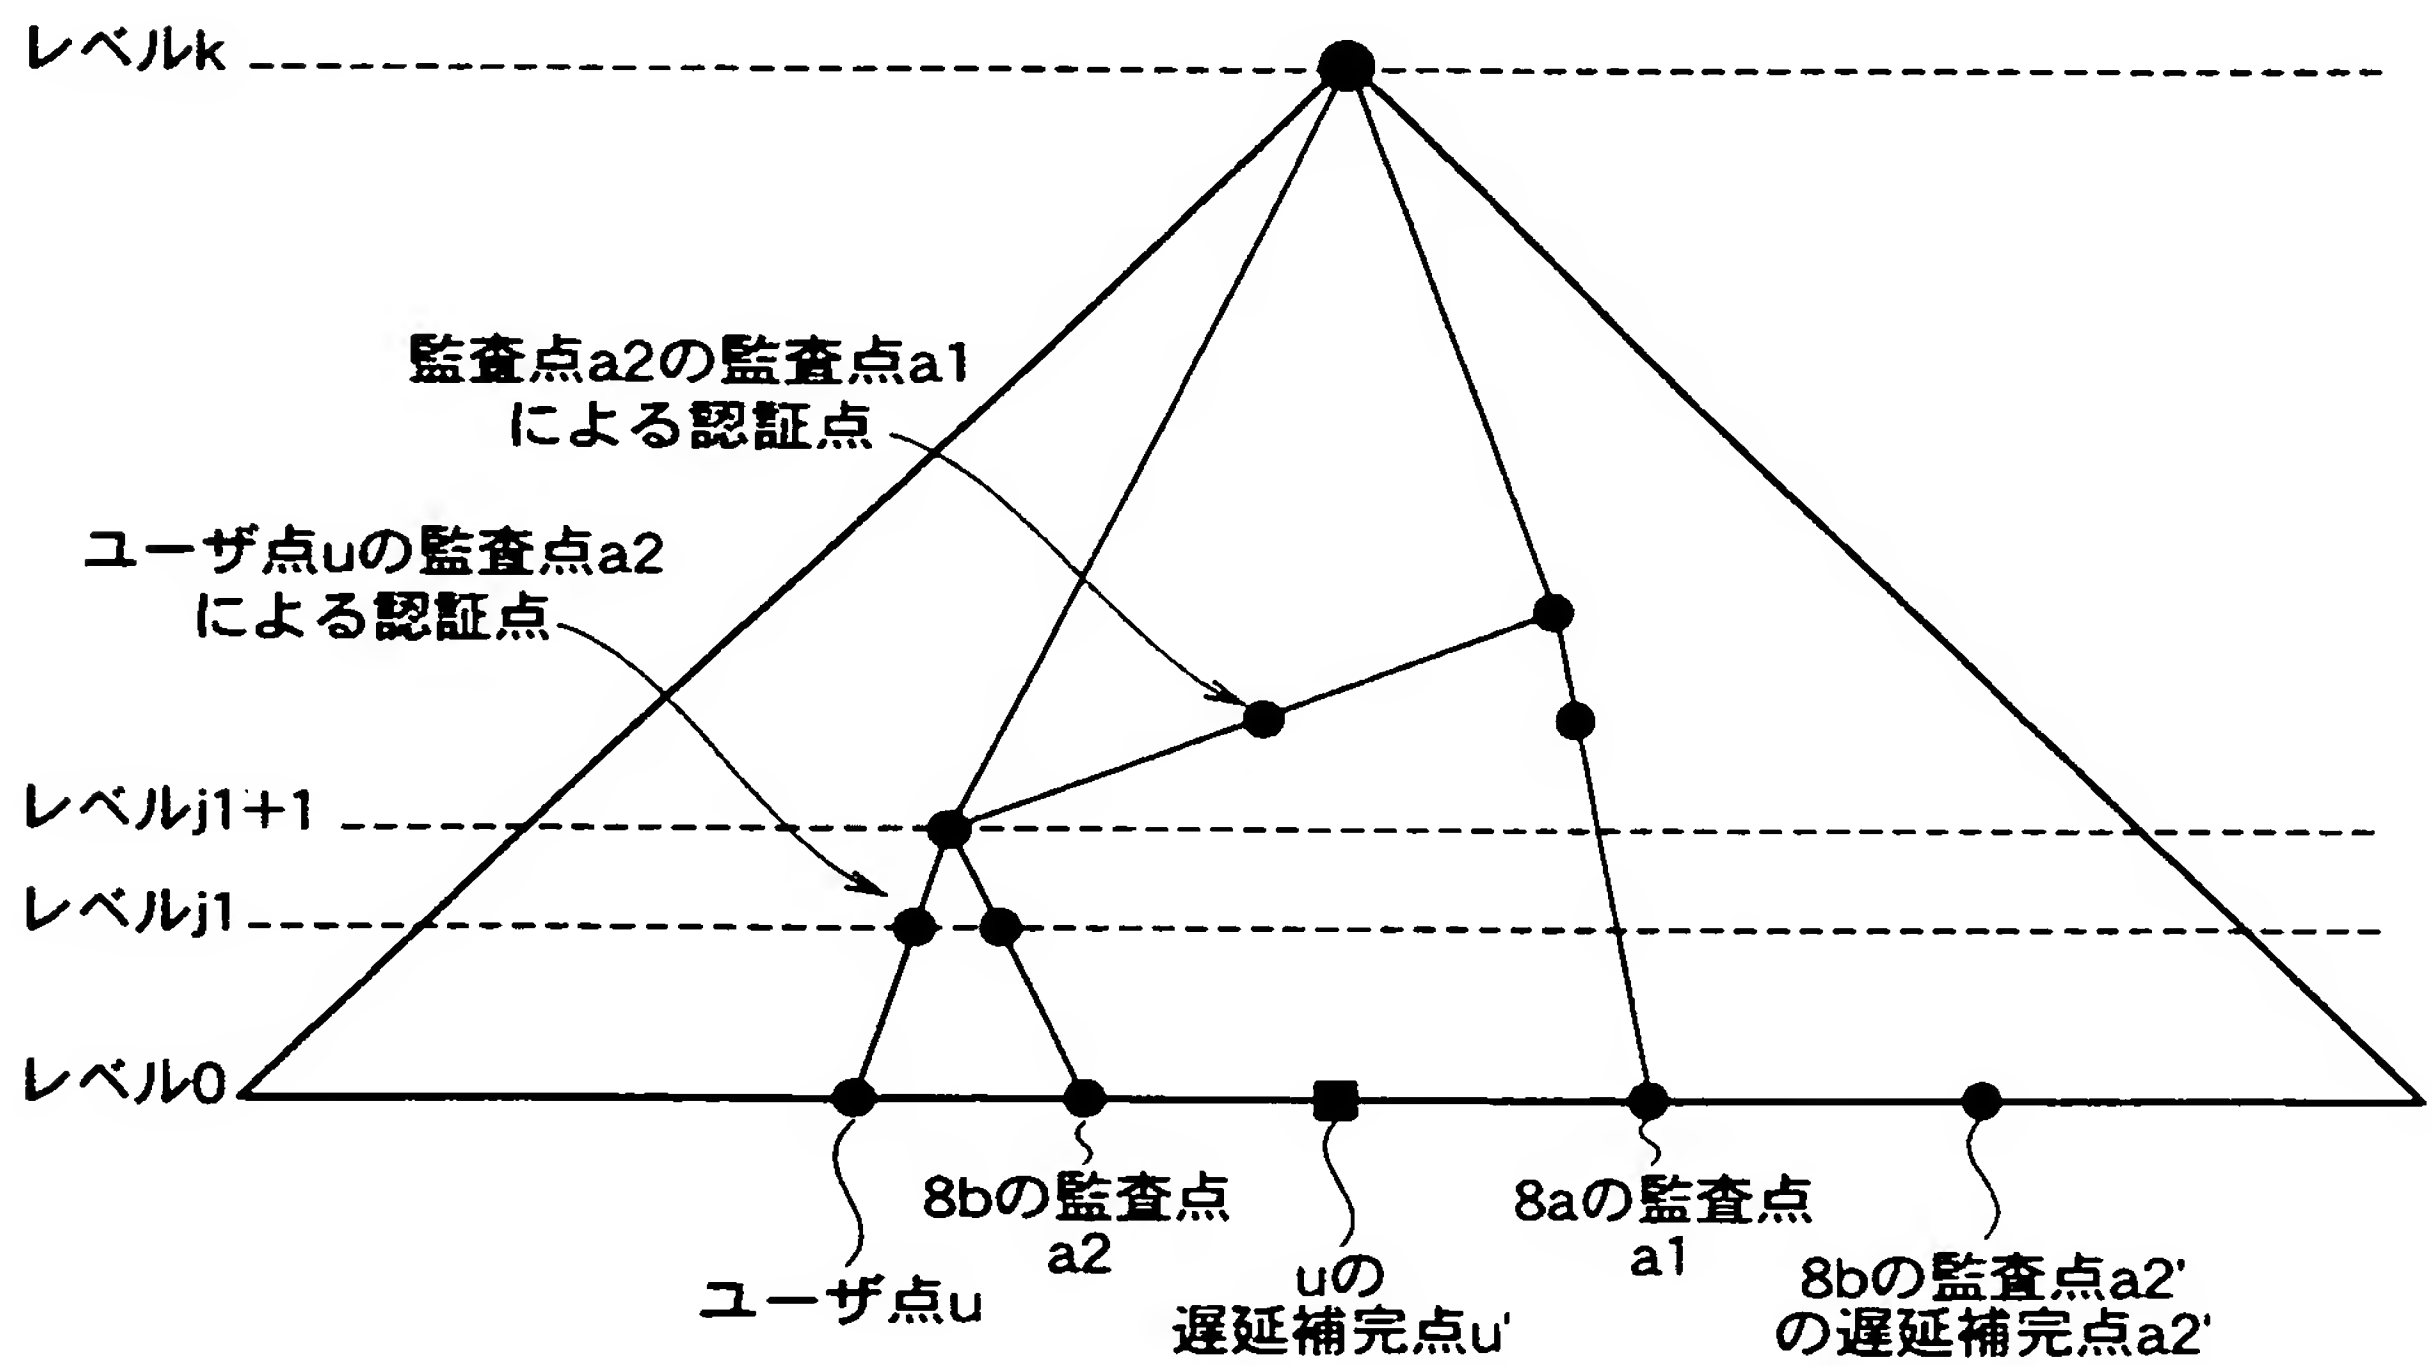 レベルk
監査点a2の監査点a1
による認証点
ユーザ点uの監査点a2
による認証点
レベルj1+1
レベルj1
レベル0
ユーザ点u
8bの監査点
a2
uの
遅延補完点u'
8aの監査点
a1
8bの監査点a2'
の遅延補完点a2'